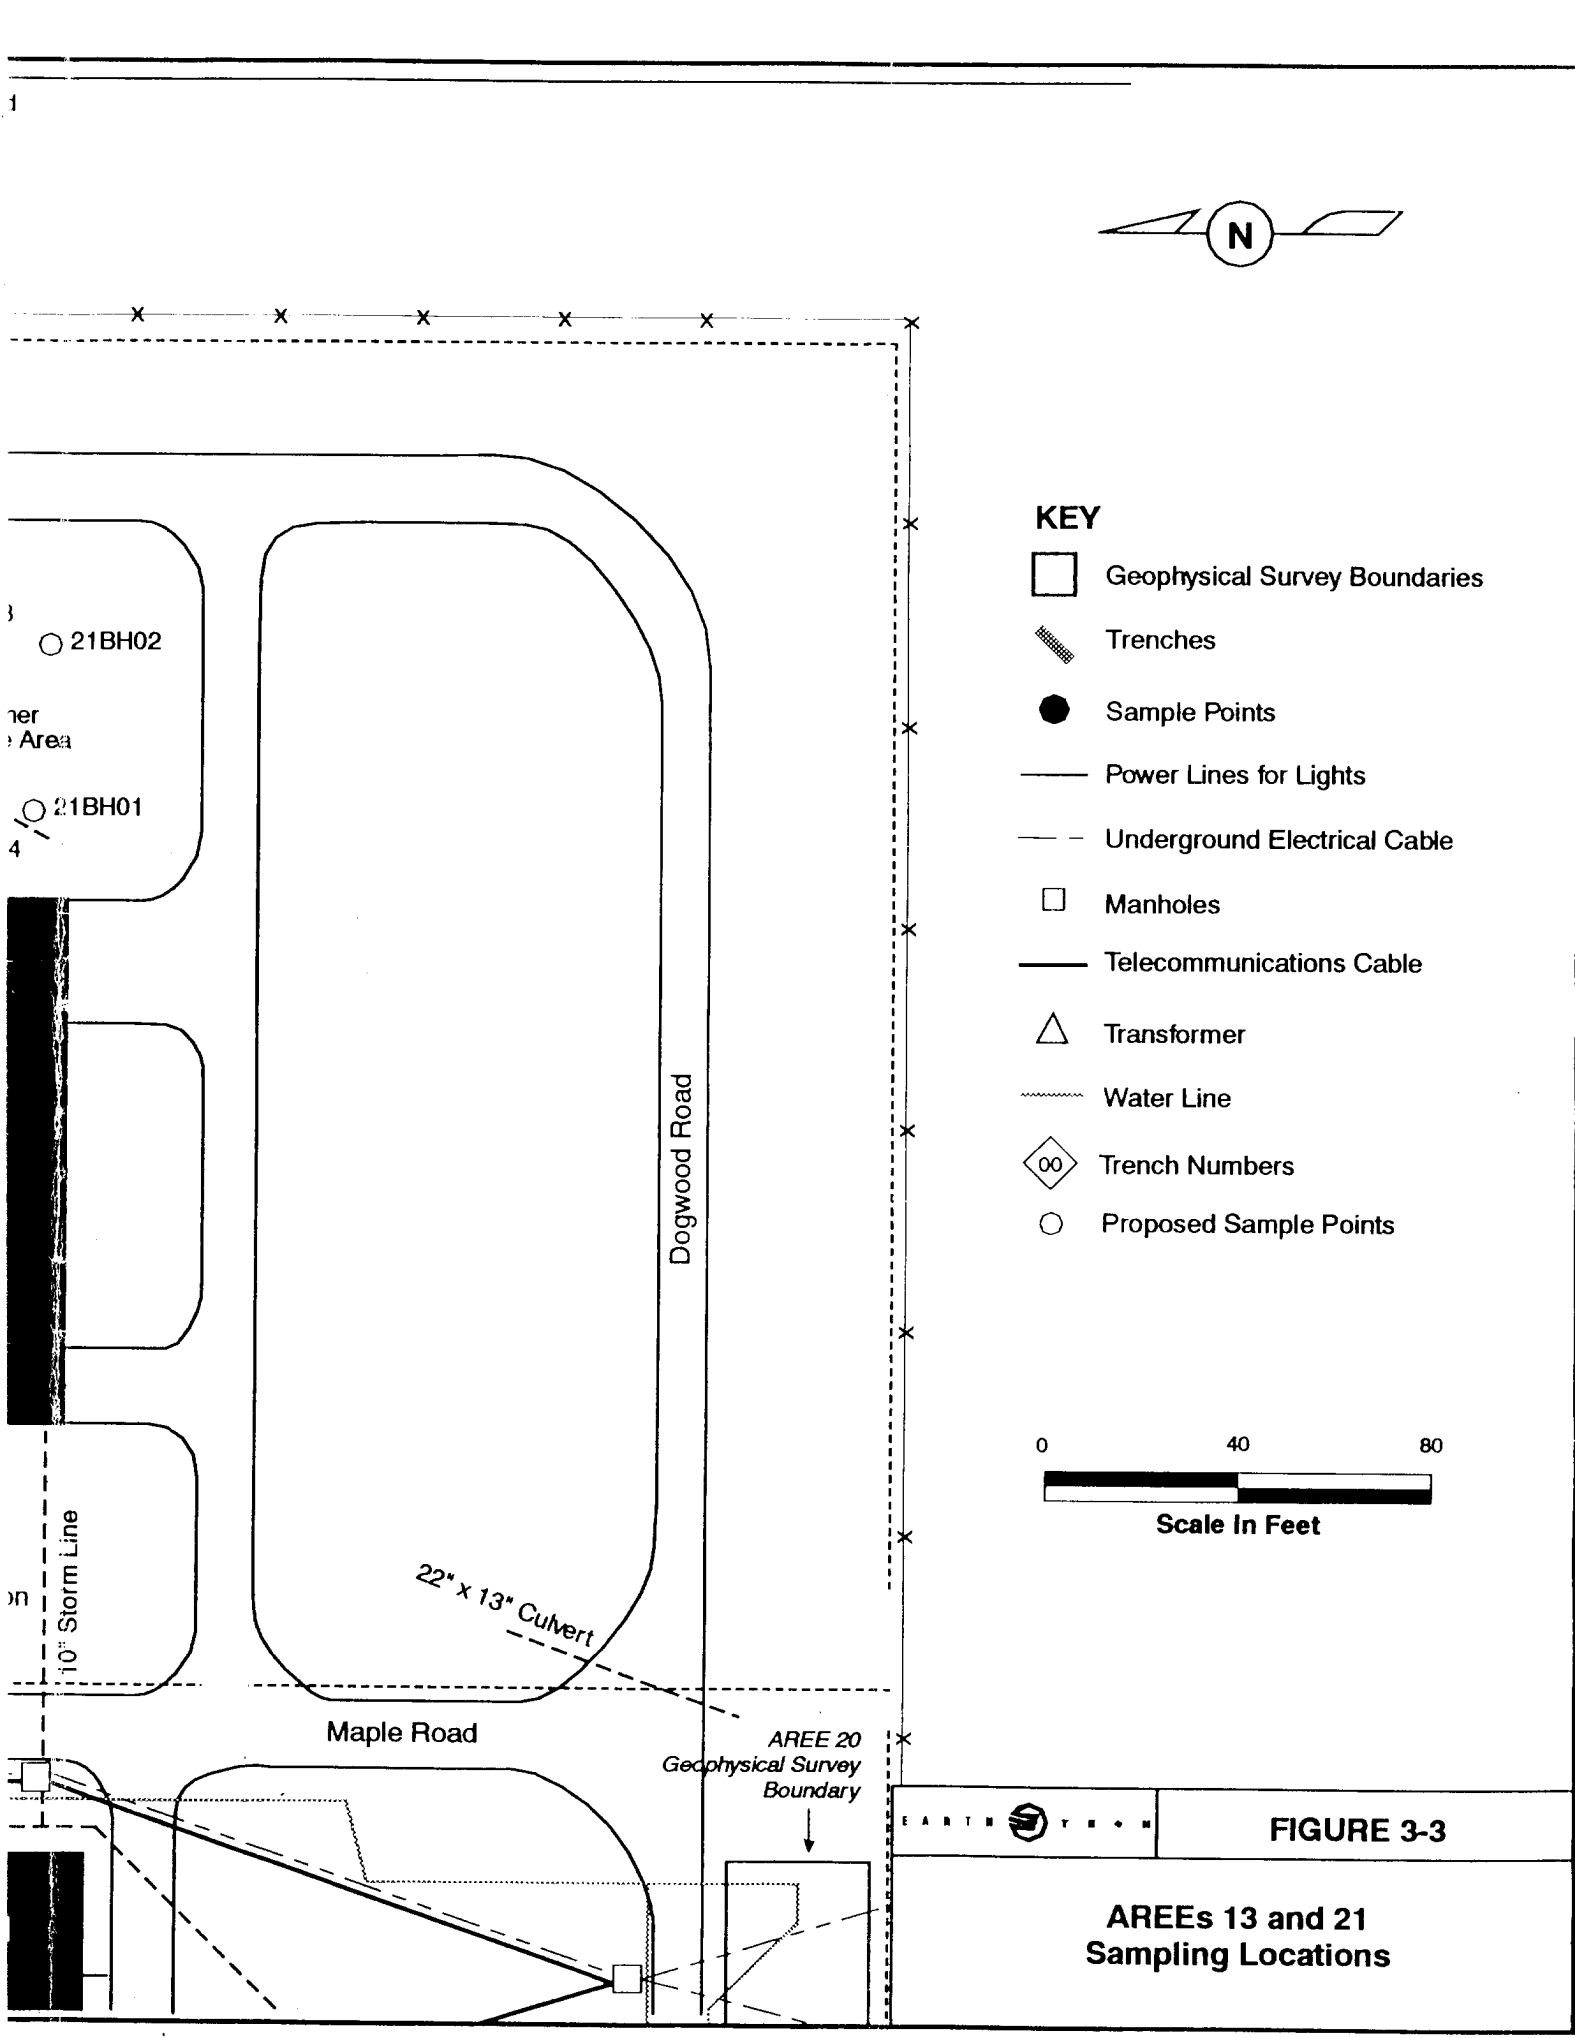 N
KEY
Geophysical Survey Boundaries
Trenches
Sample Points
Power Lines for Lights
Underground Electrical Cable
Manholes
Telecommunications Cable
Transformer
Water Line
00 Trench Numbers
Proposed Sample Points
21BH02
Area
21BH01
4
Dogwood Road
0 40 80
Scale In Feet
10" Storm Line
22" x 13" Culvert
Maple Road
AREE 20
Geophysical Survey
Boundary
EARTH TECH
FIGURE 3-3
AREEs 13 and 21
Sampling Locations